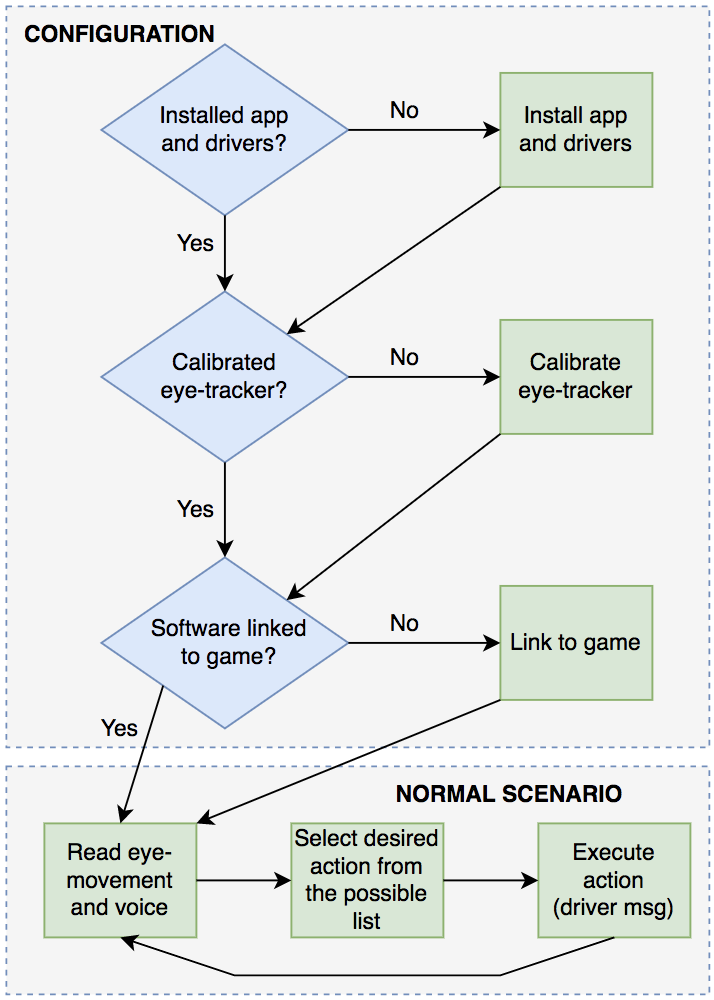 CONFIGURATION
Installed app
and drivers?
No
Install app
and drivers
Yes
Calibrated
eye-tracker?
No
Calibrate
eye-tracker
Yes
Software linked
to game?
No
Link to game
Yes
NORMAL SCENARIO
Read eye-
movement
and voice
Select desired
action from
the possible
list
Execute
action
(driver msg)